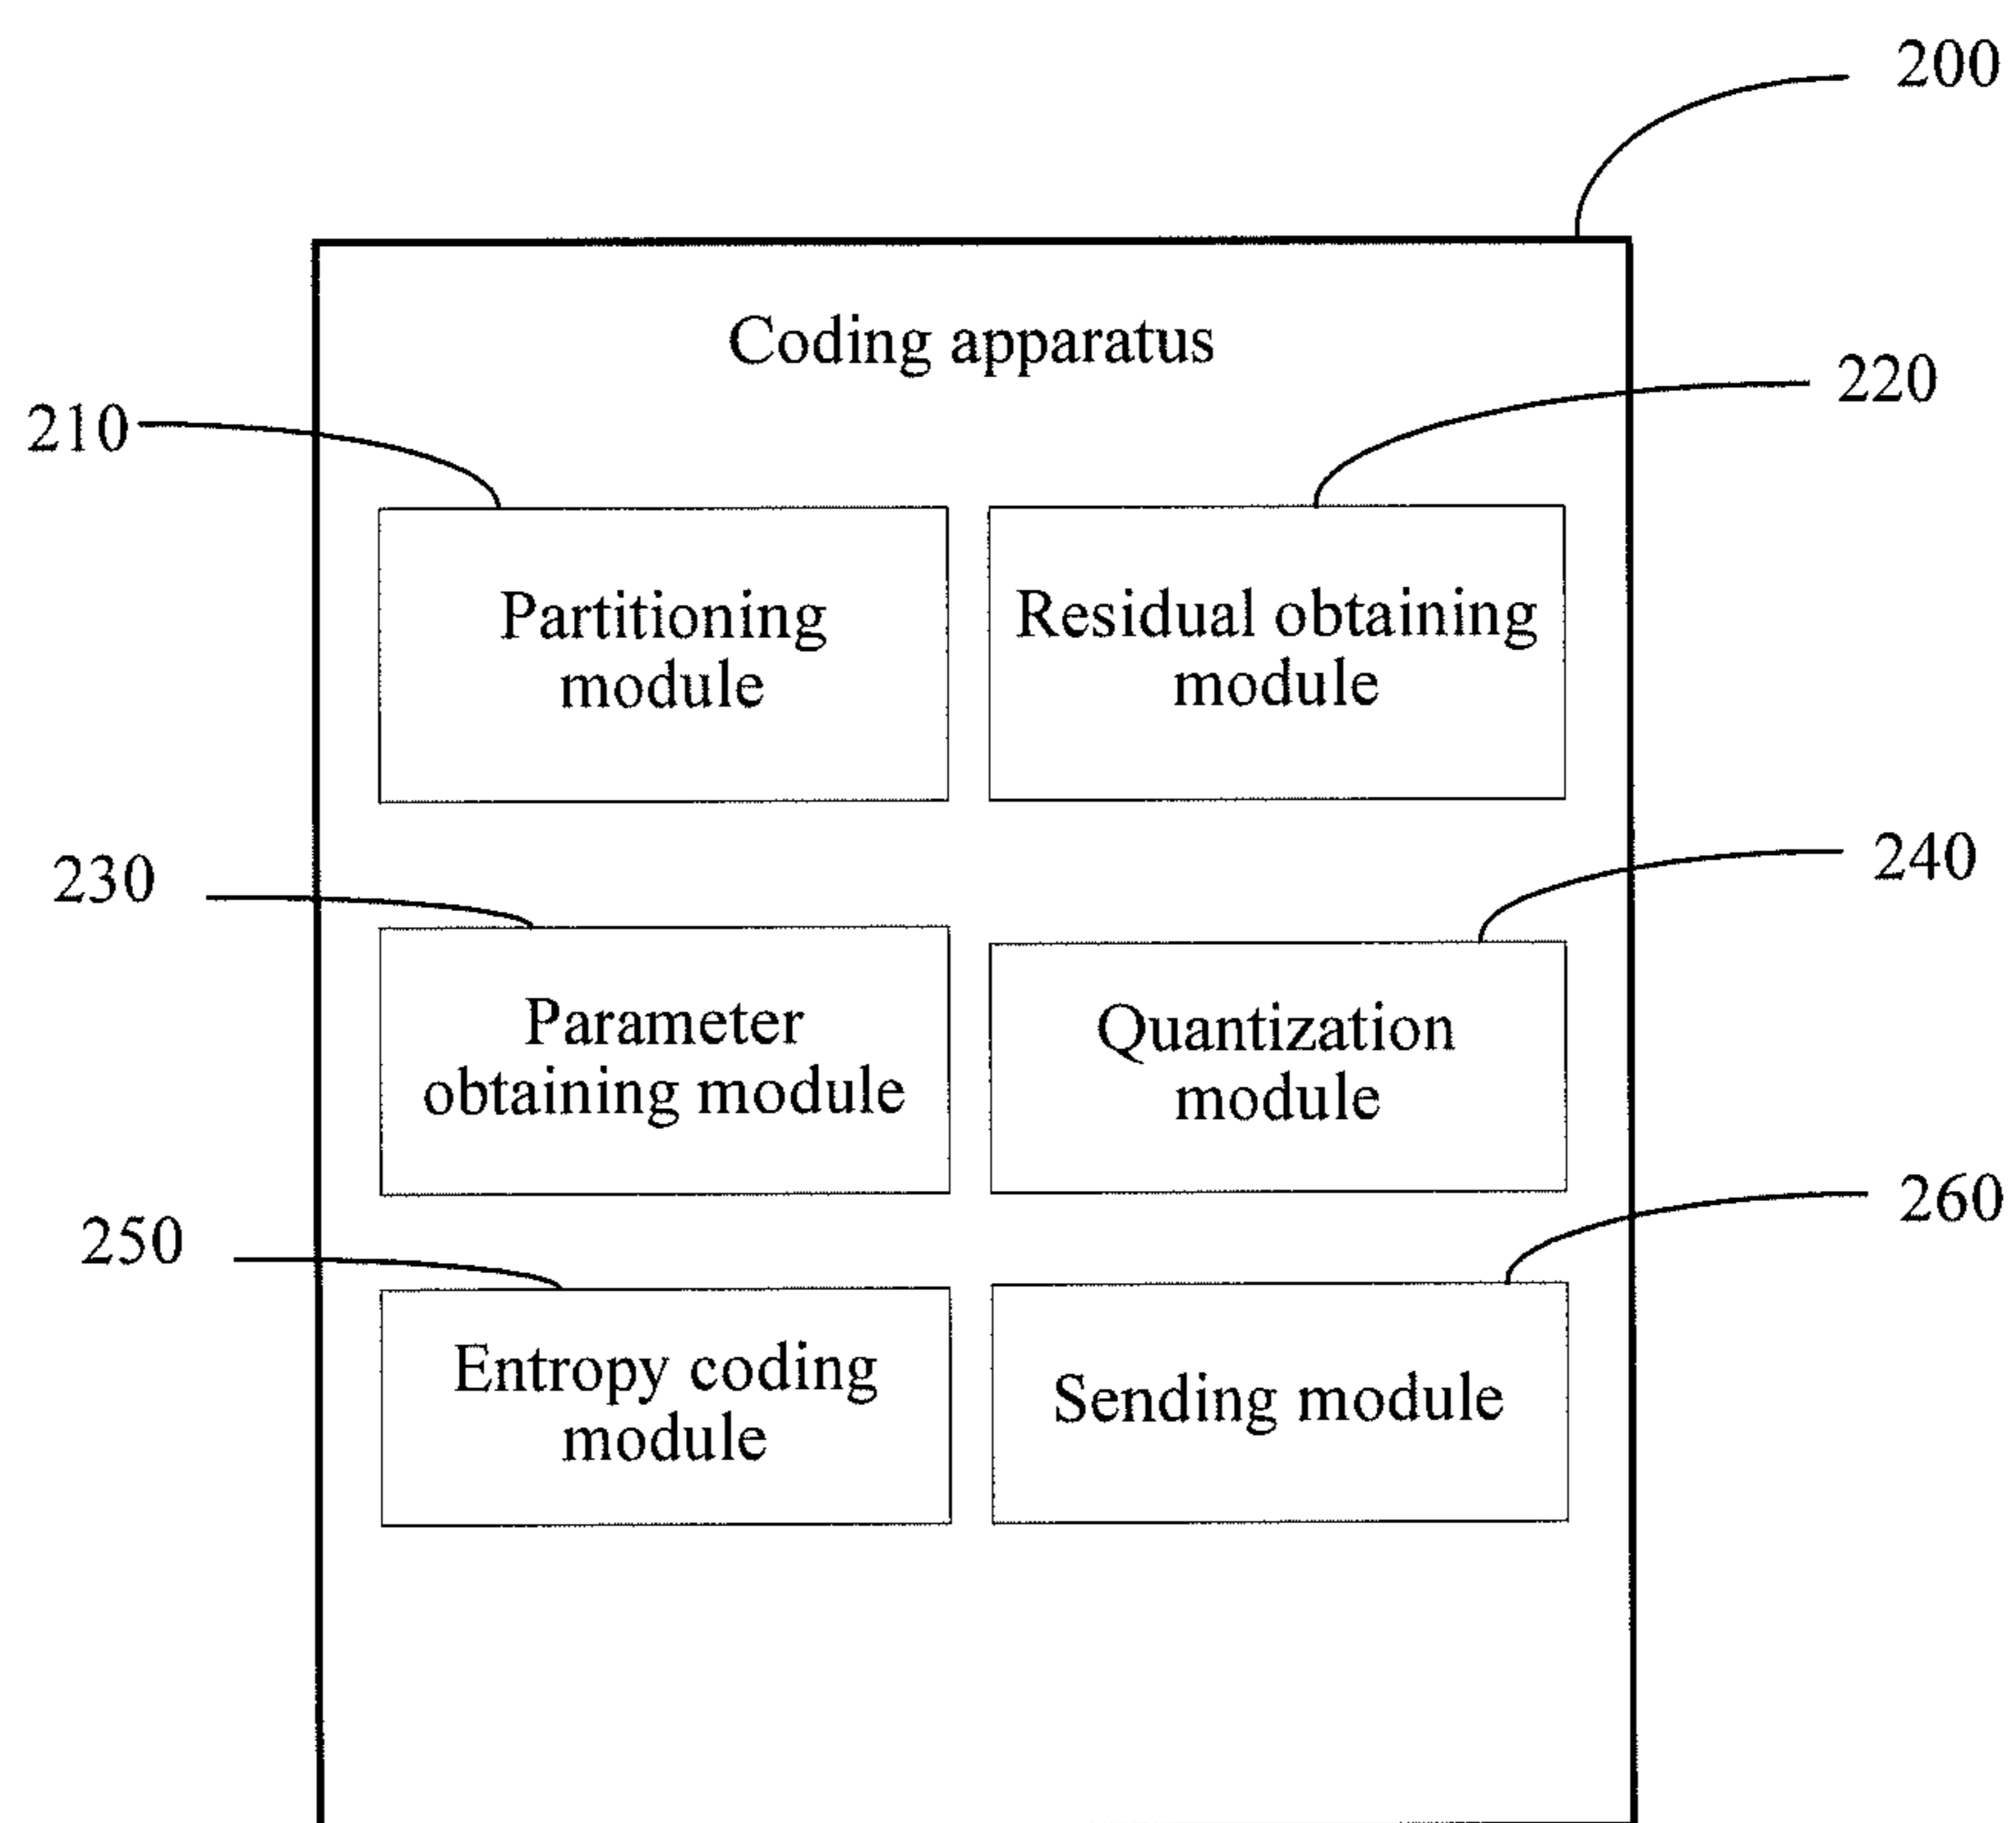 200
Coding apparatus
220
210
Partitioning
module
Residual obtaining
module
230
240
Parameter
obtaining module
Quantization
module
250
260
Entropy coding
module
Sending module